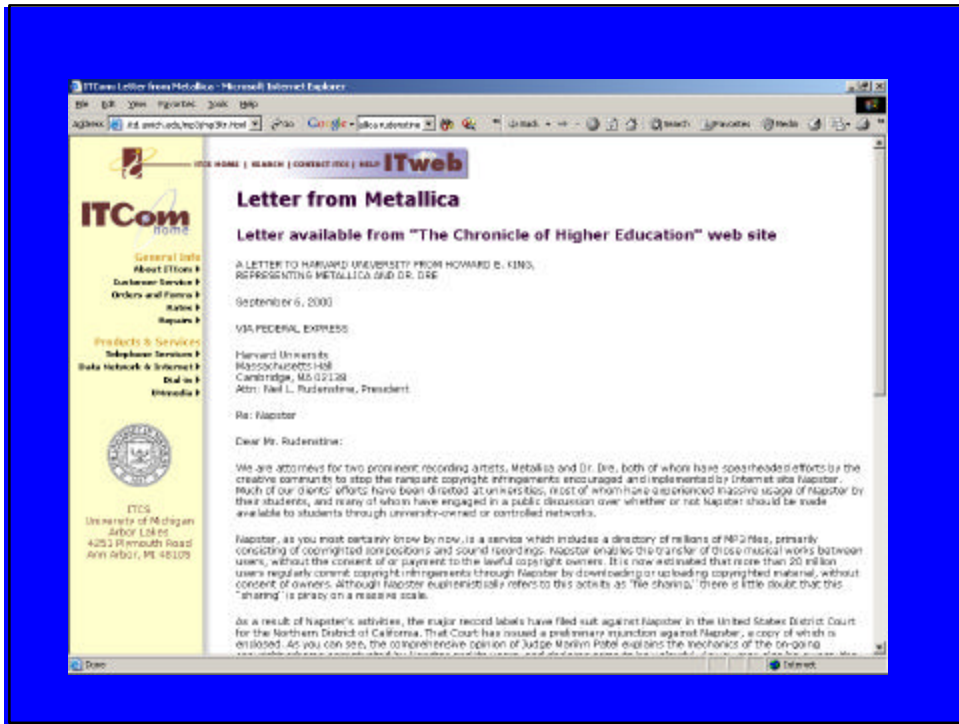 ITCom: Letter from Metallica - Microsoft Internet Explorer
File Edit View Favorites Tools Help
Address Google Search Favorites Media
ITCS HOME | SEARCH | CONTACT ITCS | HELP ITweb
ITCom
home
General Info
About ITCom
Customer Service
Orders and Forms
Rates
Repairs
Products & Services
Telephone Services
Data Network & Internet
Dial-in
UMmedia
ITCS
University of Michigan
Arbor Lakes
4251 Plymouth Road
Ann Arbor, MI 48105
Letter from Metallica
Letter available from "The Chronicle of Higher Education" web site
A LETTER TO HARVARD UNIVERSITY FROM HOWARD E. KING,
REPRESENTING METALLICA AND DR. DRE
September 6, 2000
VIA FEDERAL EXPRESS
Harvard University
Massachusetts Hall
Cambridge, MA 02138
Attn: Neil L. Rudenstine, President
Re: Napster
Dear Mr. Rudenstine:
We are attorneys for two prominent recording artists, Metallica and Dr. Dre, both of whom have spearheaded efforts by the
creative community to stop the rampant copyright infringements encouraged and implemented by Internet site Napster.
Much of our clients' efforts have been directed at universities, most of whom have experienced massive usage of Napster by
their students, and many of whom have engaged in a public discussion over whether or not Napster should be made
available to students through university-owned or controlled networks.
Napster, as you most certainly know by now, is a service which includes a directory of millions of MP3 files, primarily
consisting of copyrighted compositions and sound recordings. Napster enables the transfer of those musical works between
users, without the consent of or payment to the lawful copyright owners. It is now estimated that more than 20 million
users regularly commit copyright infringements through Napster by downloading or uploading copyrighted material, without
consent of owners. Although Napster euphemistically refers to this activity as "file sharing," there is little doubt that this
"sharing" is piracy on a massive scale.
As a result of Napster's activities, the major record labels have filed suit against Napster in the United States District Court
for the Northern District of California. That Court has issued a preliminary injunction against Napster, a copy of which is
enclosed. As you can see, the comprehensive opinion of Judge Marilyn Patel explains the mechanics of the on-going
Done Internet